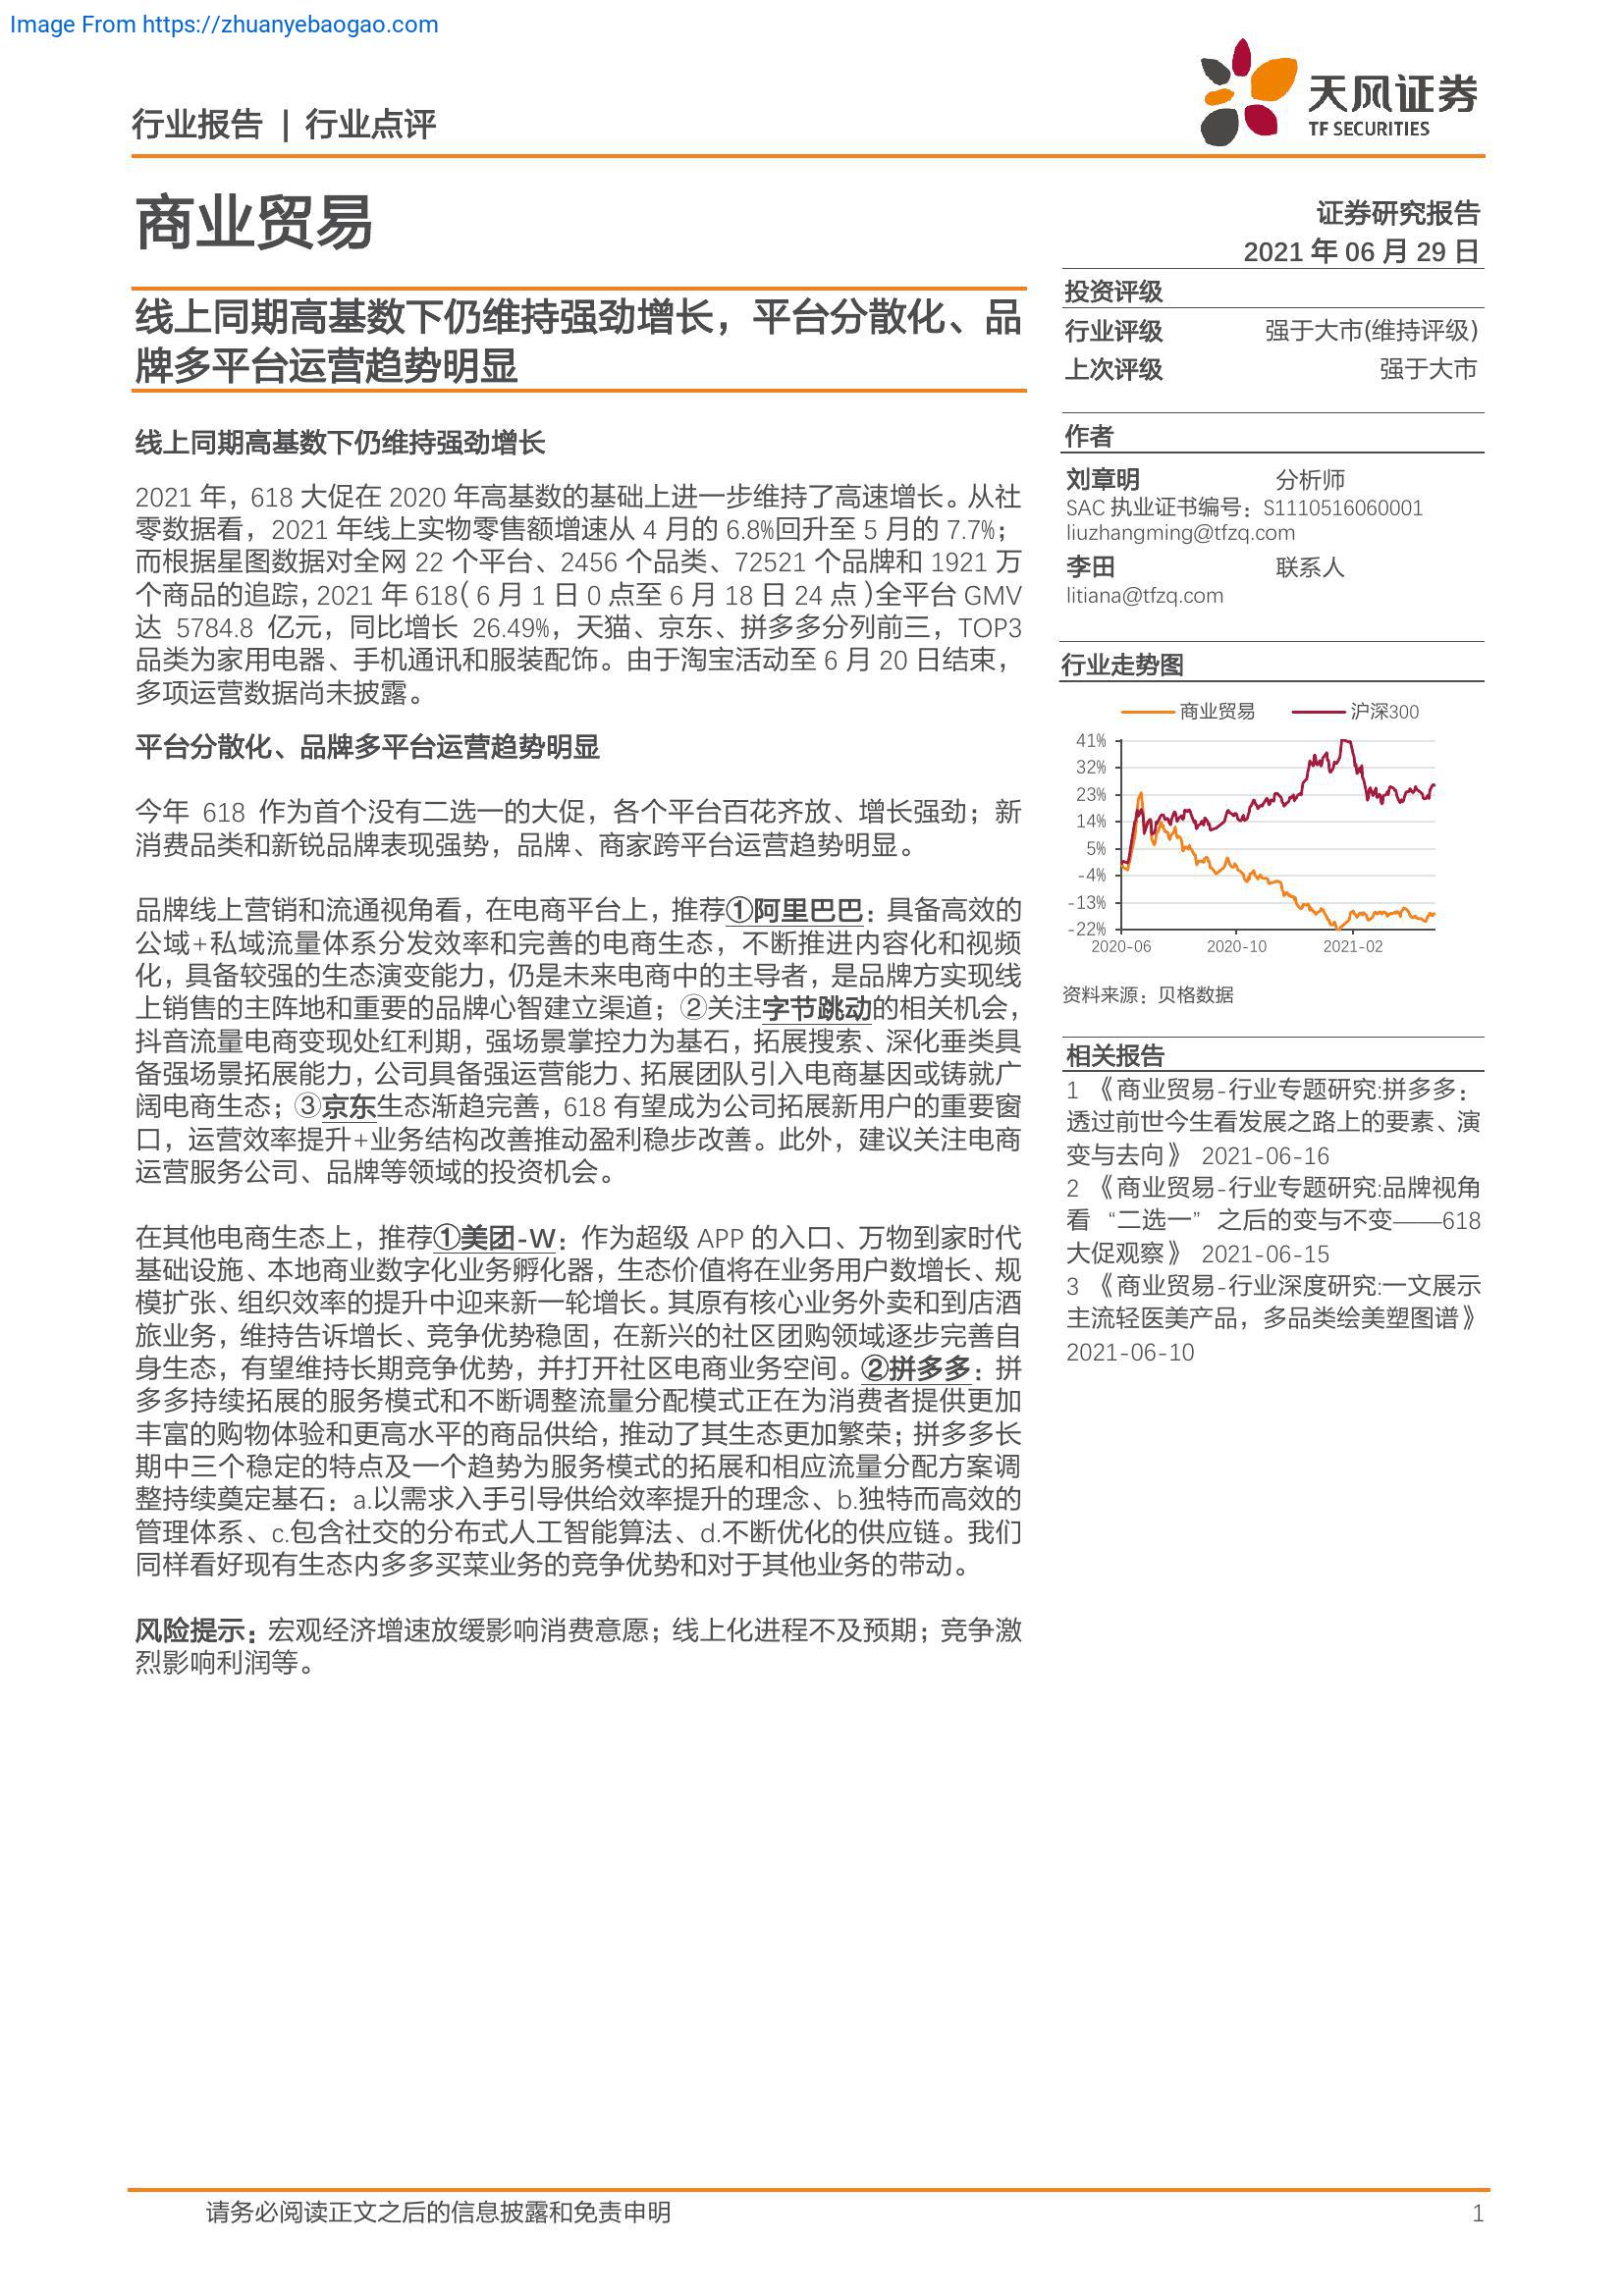 Image From https://zhuanyebaogao.com
行业报告 | 行业点评
天风证券
TF SECURITIES
商业贸易
证券研究报告
2021 年 06 月 29 日
线上同期高基数下仍维持强劲增长，平台分散化、品
牌多平台运营趋势明显
线上同期高基数下仍维持强劲增长
2021 年，618 大促在 2020 年高基数的基础上进一步维持了高速增长。从社
零数据看，2021 年线上实物零售额增速从 4 月的 6.8%回升至 5 月的 7.7%；
而根据星图数据对全网 22 个平台、2456 个品类、72521 个品牌和 1921 万
个商品的追踪，2021 年 618（6 月 1 日 0 点至 6 月 18 日 24 点）全平台 GMV
达 5784.8 亿元，同比增长 26.49%，天猫、京东、拼多多分列前三，TOP3
品类为家用电器、手机通讯和服装配饰。由于淘宝活动至 6 月 20 日结束，
多项运营数据尚未披露。
平台分散化、品牌多平台运营趋势明显
今年 618 作为首个没有二选一的大促，各个平台百花齐放、增长强劲；新
消费品类和新锐品牌表现强势，品牌、商家跨平台运营趋势明显。
品牌线上营销和流通视角看，在电商平台上，推荐①阿里巴巴：具备高效的
公域+私域流量体系分发效率和完善的电商生态，不断推进内容化和视频
化，具备较强的生态演变能力，仍是未来电商中的主导者，是品牌方实现线
上销售的主阵地和重要的品牌心智建立渠道；②关注字节跳动的相关机会，
抖音流量电商变现处红利期，强场景掌控力为基石，拓展搜索、深化垂类具
备强场景拓展能力，公司具备强运营能力、拓展团队引入电商基因或铸就广
阔电商生态；③京东生态渐趋完善，618 有望成为公司拓展新用户的重要窗
口，运营效率提升+业务结构改善推动盈利稳步改善。此外，建议关注电商
运营服务公司、品牌等领域的投资机会。
在其他电商生态上，推荐①美团-W：作为超级 APP 的入口、万物到家时代
基础设施、本地商业数字化业务孵化器，生态价值将在业务用户数增长、规
模扩张、组织效率的提升中迎来新一轮增长。其原有核心业务外卖和到店酒
旅业务，维持告诉增长、竞争优势稳固，在新兴的社区团购领域逐步完善自
身生态，有望维持长期竞争优势，并打开社区电商业务空间。②拼多多：拼
多多持续拓展的服务模式和不断调整流量分配模式正在为消费者提供更加
丰富的购物体验和更高水平的商品供给，推动了其生态更加繁荣；拼多多长
期中三个稳定的特点及一个趋势为服务模式的拓展和相应流量分配方案调
整持续奠定基石：a.以需求入手引导供给效率提升的理念、b.独特而高效的
管理体系、c.包含社交的分布式人工智能算法、d.不断优化的供应链。我们
同样看好现有生态内多多买菜业务的竞争优势和对于其他业务的带动。
风险提示：宏观经济增速放缓影响消费意愿；线上化进程不及预期；竞争激
烈影响利润等。
投资评级
行业评级 强于大市(维持评级)
上次评级 强于大市
作者
刘章明 分析师
SAC 执业证书编号：S1110516060001
liuzhangming@tfzq.com
李田 联系人
litiana@tfzq.com
行业走势图
商业贸易 沪深300
41%
32%
23%
14%
5%
-4%
-13%
-22%
2020-06 2020-10 2021-02
资料来源：贝格数据
相关报告
1 《商业贸易-行业专题研究:拼多多：
透过前世今生看发展之路上的要素、演
变与去向》 2021-06-16
2 《商业贸易-行业专题研究:品牌视角
看 “二选一” 之后的变与不变——618
大促观察》 2021-06-15
3 《商业贸易-行业深度研究:一文展示
主流轻医美产品，多品类绘美塑图谱》
2021-06-10
请务必阅读正文之后的信息披露和免责申明 1